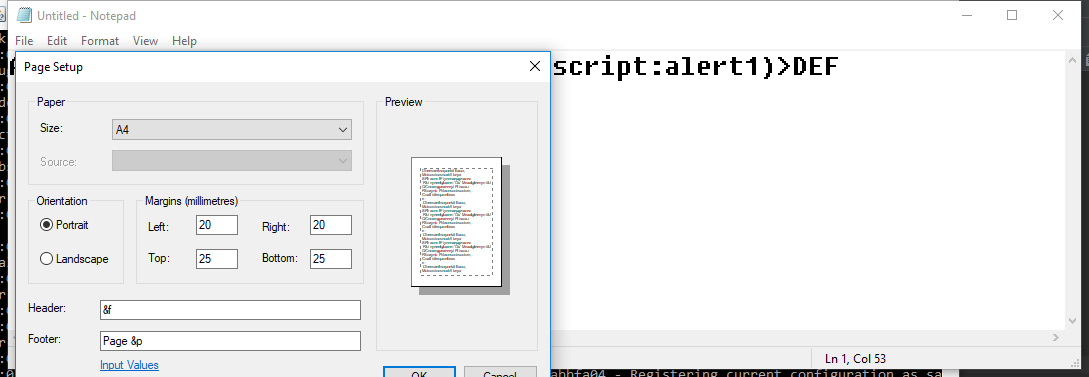 Untitled - Notepad
File Edit Format View Help
script:alert1)>DEF
Page Setup
Paper
Size: A4
Source:
Orientation
Portrait
Landscape
Margins (millimetres)
Left: 20 Right: 20
Top: 25 Bottom: 25
Preview
Header: &f
Footer: Page &p
Input Values
OK Cancel
Ln 1, Col 53
- Registering current configuration as